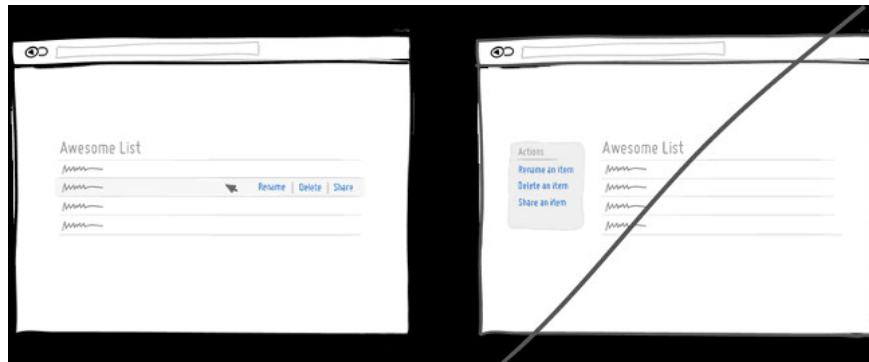 Awesome List
Rename | Delete | Share
Actions
Rename an item
Delete an item
Share an item
Awesome List